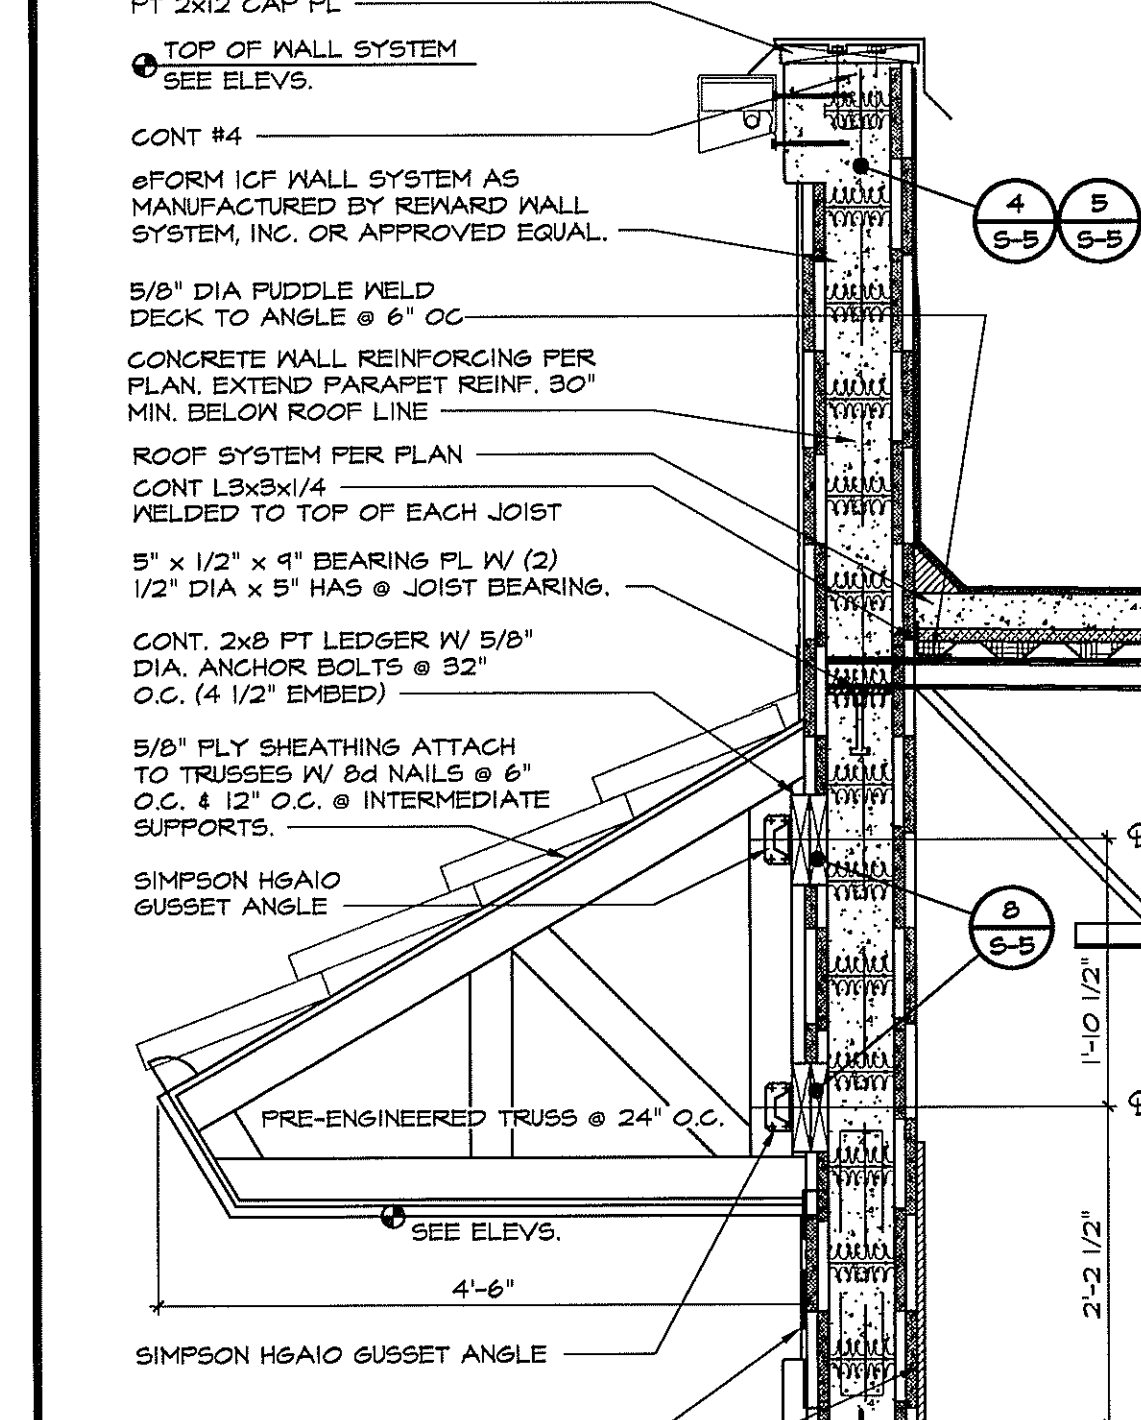 PT 2x12 CAP PL
TOP OF WALL SYSTEM
SEE ELEVS.
CONT #4
eFORM ICF WALL SYSTEM AS
MANUFACTURED BY REWARD WALL
SYSTEM, INC. OR APPROVED EQUAL.
4
S-5
5
S-5
5/8" DIA PUDDLE WELD
DECK TO ANGLE @ 6" OC
CONCRETE WALL REINFORCING PER
PLAN. EXTEND PARAPET REINF. 30"
MIN. BELOW ROOF LINE
ROOF SYSTEM PER PLAN
CONT L3x3x1/4
WELDED TO TOP OF EACH JOIST
5" x 1/2" x 9" BEARING PL W/ (2)
1/2" DIA x 5" HAS @ JOIST BEARING.
CONT. 2x8 PT LEDGER W/ 5/8"
DIA. ANCHOR BOLTS @ 32"
O.C. (4 1/2" EMBED)
5/8" PLY SHEATHING ATTACH
TO TRUSSES W/ 8d NAILS @ 6"
O.C. & 12" O.C. @ INTERMEDIATE
SUPPORTS.
SIMPSON HGA10
GUSSET ANGLE
8
S-5
1'-10 1/2"
PRE-ENGINEERED TRUSS @ 24" O.C.
SEE ELEVS.
2'-2 1/2"
4'-6"
SIMPSON HGA10 GUSSET ANGLE